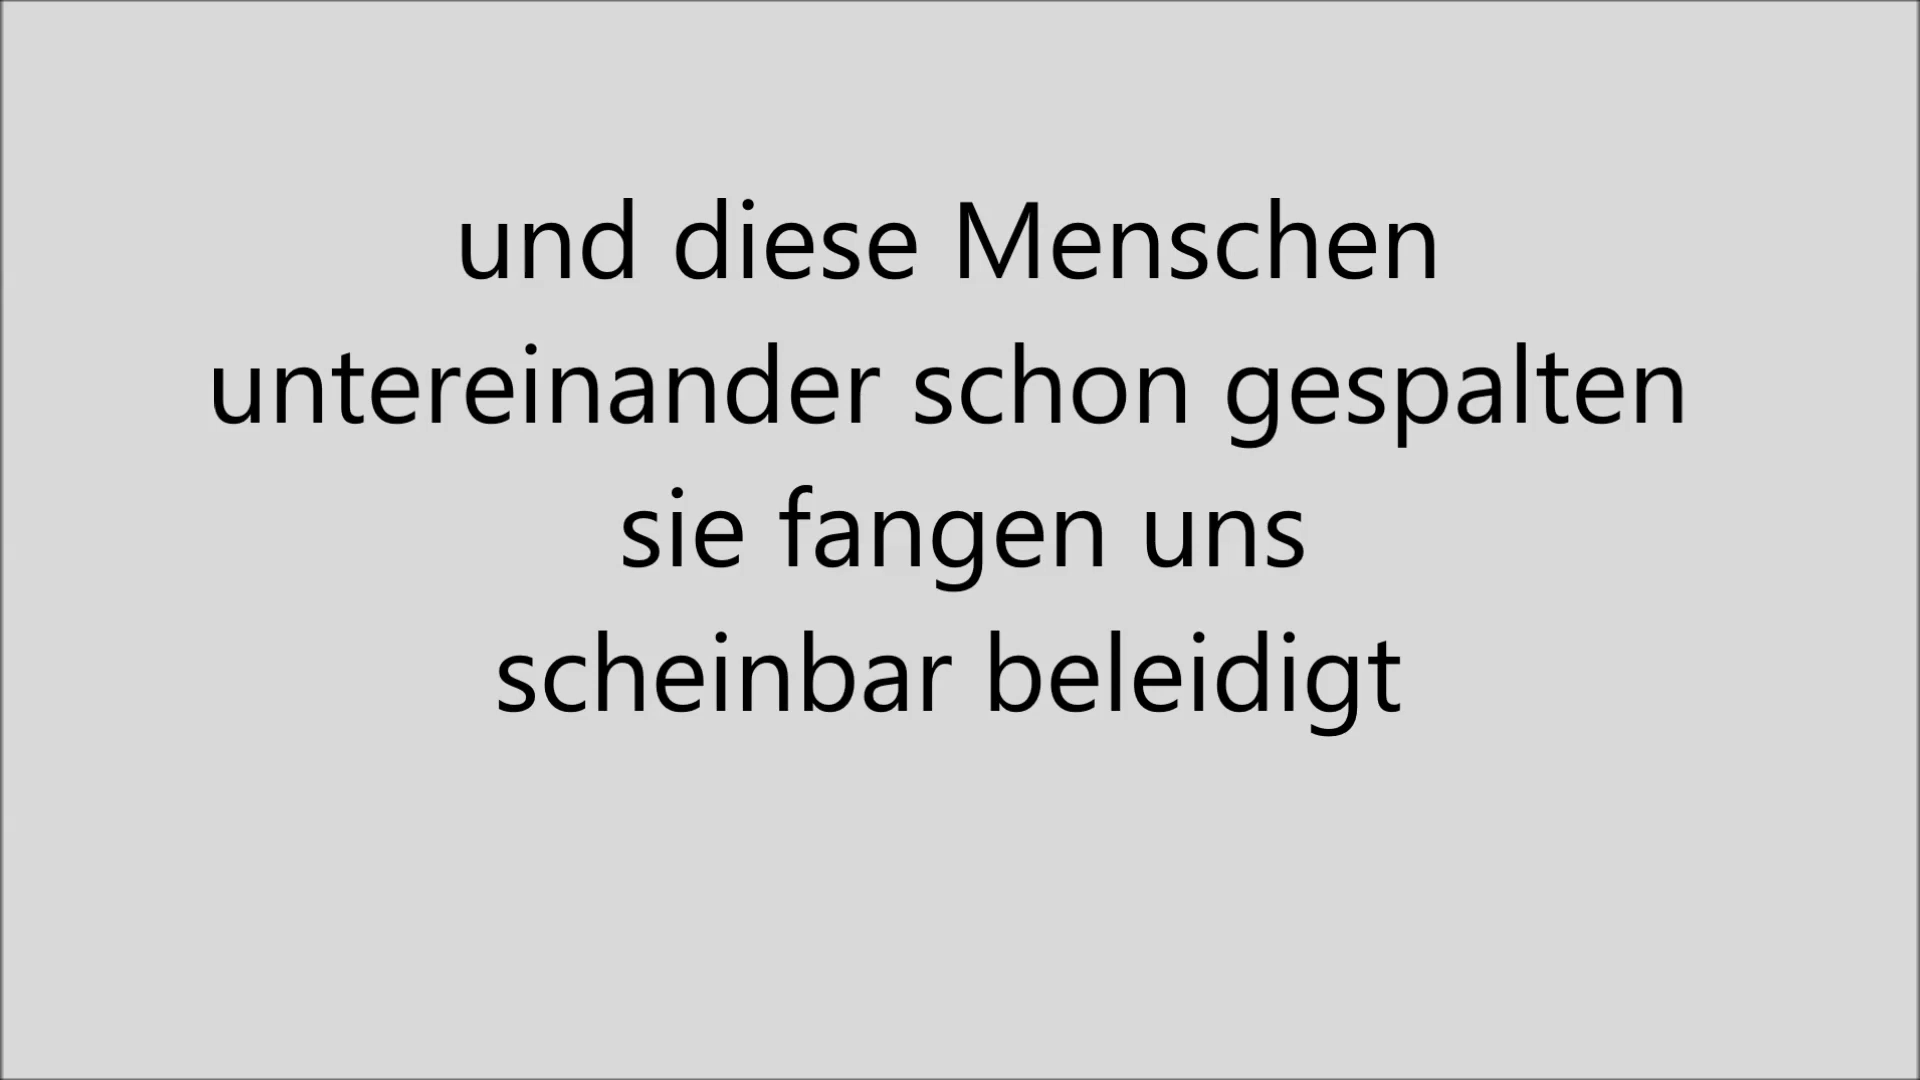 und diese Menschen
untereinander schon gespalten
sie fangen uns
scheinbar beleidigt